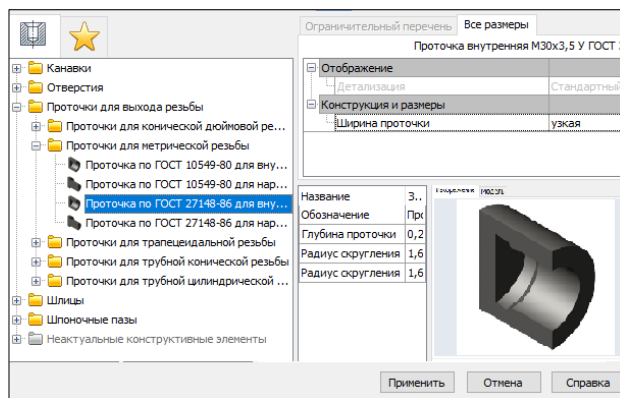 Ограничительный перечень Все размеры
Проточка внутренняя М30х3,5 У ГОСТ
Канавки
Отверстия
Проточки для выхода резьбы
Проточки для конической дюймовой ре...
Проточки для метрической резьбы
Проточка по ГОСТ 10549-80 для вну...
Проточка по ГОСТ 10549-80 для нар...
Проточка по ГОСТ 27148-86 для вну...
Проточка по ГОСТ 27148-86 для нар...
Проточки для трапецеидальной резьбы
Проточки для трубной конической резьбы
Проточки для трубной цилиндрической ...
Шлицы
Шпоночные пазы
Неактуальные конструктивные элементы
Отображение
Детализация Стандартный
Конструкция и размеры
Ширина проточки узкая
Название З..
Обозначение Про
Глубина проточки 0,2
Радиус скругления 1,6
Радиус скругления 1,6
Применить Отмена Справка